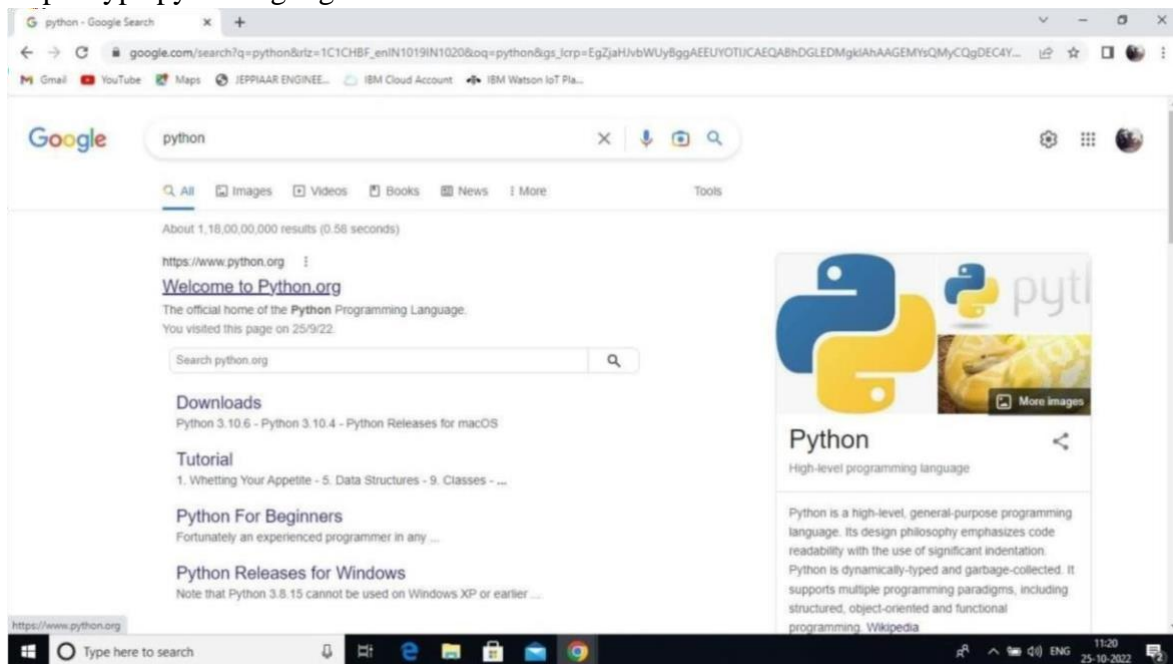 python - Google Search
google.com/search?q=python&rlz=1C1CHBF_enIN1019IN1020&oq=python&gs_lcrp=EgZjaHJvbWUyBggAEEUYOTIJCAEQABhDGLEDMgkIAhAAGEMYsQMyCQgDEC4Y...
Gmail YouTube Maps JEPPIAAR ENGINEE... IBM Cloud Account IBM Watson IoT Pla...
Google python
All Images Videos Books News More Tools
About 1,18,00,00,000 results (0.58 seconds)
https://www.python.org
Welcome to Python.org
The official home of the Python Programming Language.
You visited this page on 25/9/22.
Search python.org
Downloads
Python 3.10.6 - Python 3.10.4 - Python Releases for macOS
Tutorial
1. Whetting Your Appetite - 5. Data Structures - 9. Classes - ...
Python For Beginners
Fortunately an experienced programmer in any ...
Python Releases for Windows
Note that Python 3.8.15 cannot be used on Windows XP or earlier ...
pyt
More images
Python
High-level programming language
Python is a high-level, general-purpose programming
language. Its design philosophy emphasizes code
readability with the use of significant indentation.
Python is dynamically-typed and garbage-collected. It
supports multiple programming paradigms, including
structured, object-oriented and functional
programming. Wikipedia
https://www.python.org
Type here to search
ENG
11:20
25-10-2022